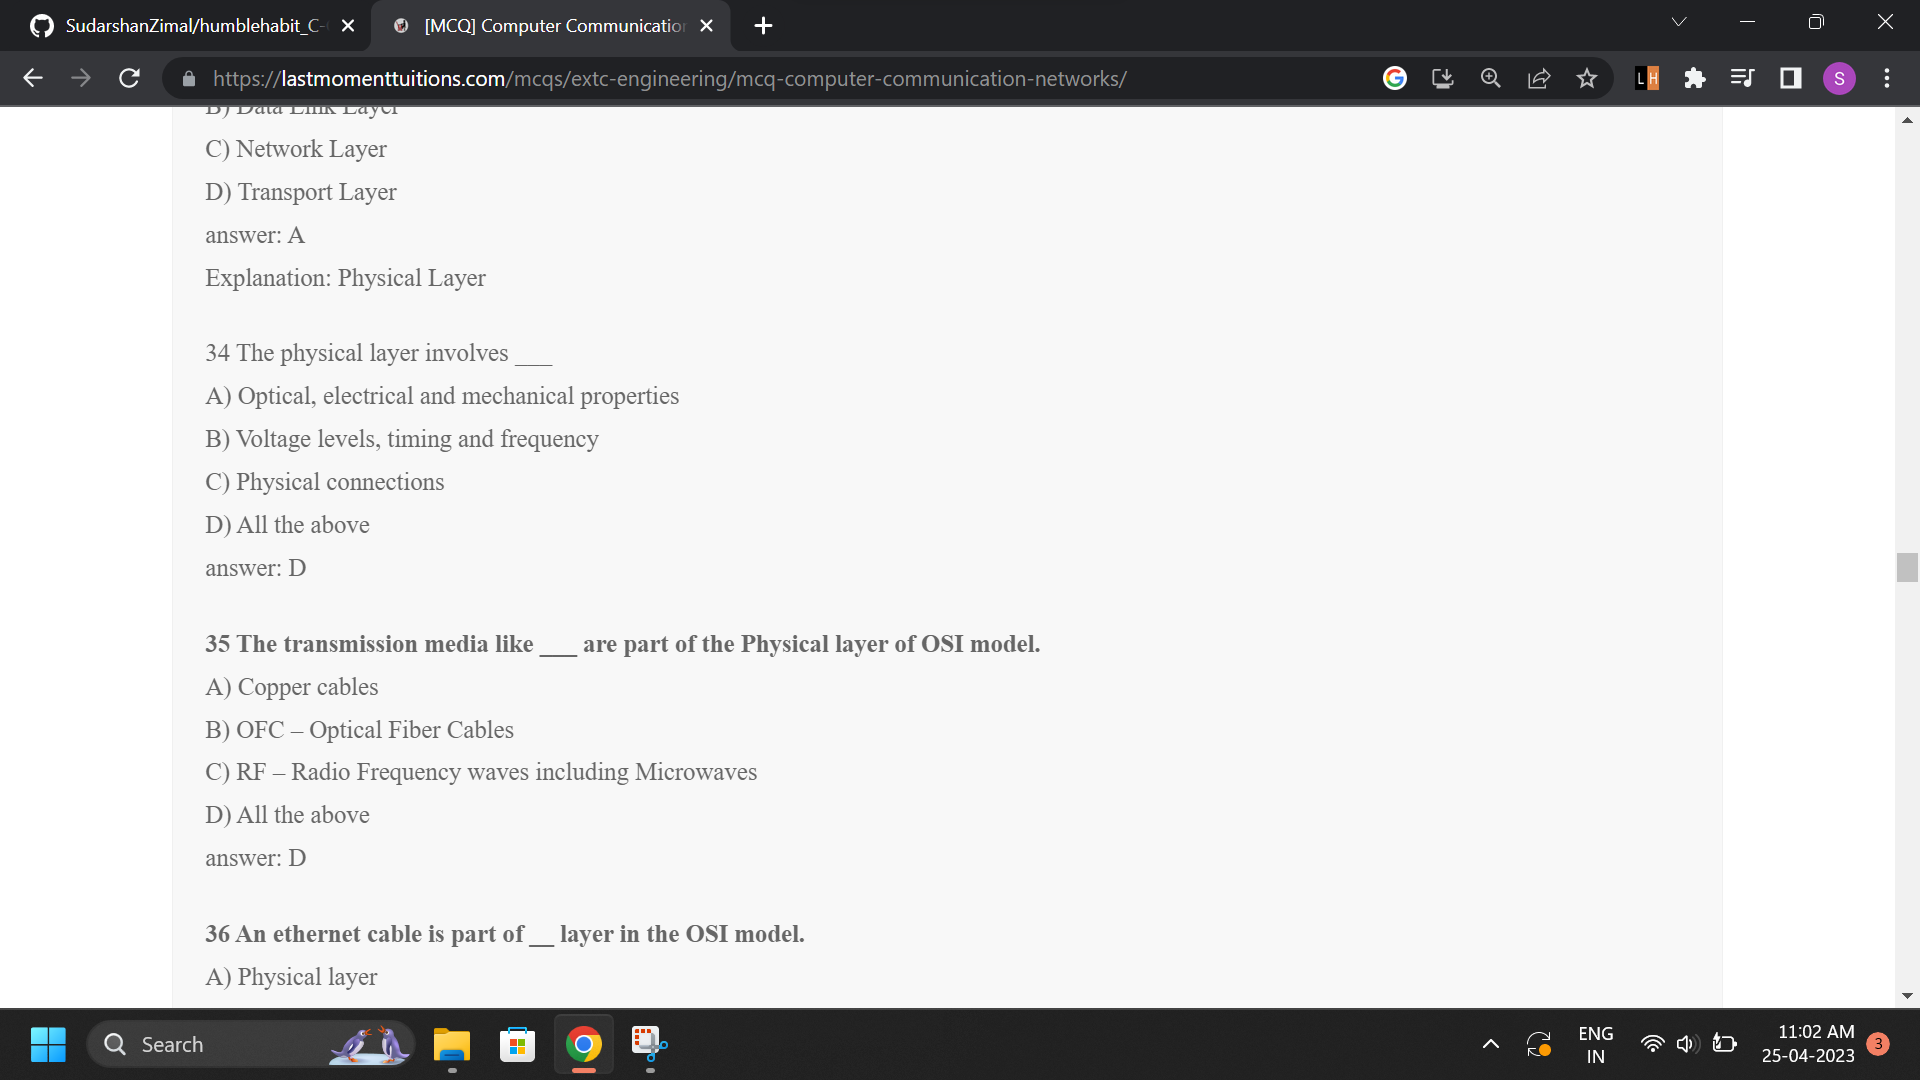 SudarshanZimal/humblehabit_C-
[MCQ] Computer Communication
https://lastmomenttuitions.com/mcqs/extc-engineering/mcq-computer-communication-networks/
LH
S
B) Data Link Layer
C) Network Layer
D) Transport Layer
answer: A
Explanation: Physical Layer
34 The physical layer involves ___
A) Optical, electrical and mechanical properties
B) Voltage levels, timing and frequency
C) Physical connections
D) All the above
answer: D
35 The transmission media like ___ are part of the Physical layer of OSI model.
A) Copper cables
B) OFC – Optical Fiber Cables
C) RF – Radio Frequency waves including Microwaves
D) All the above
answer: D
36 An ethernet cable is part of __ layer in the OSI model.
A) Physical layer
Search
ENG
IN
11:02 AM
25-04-2023
3